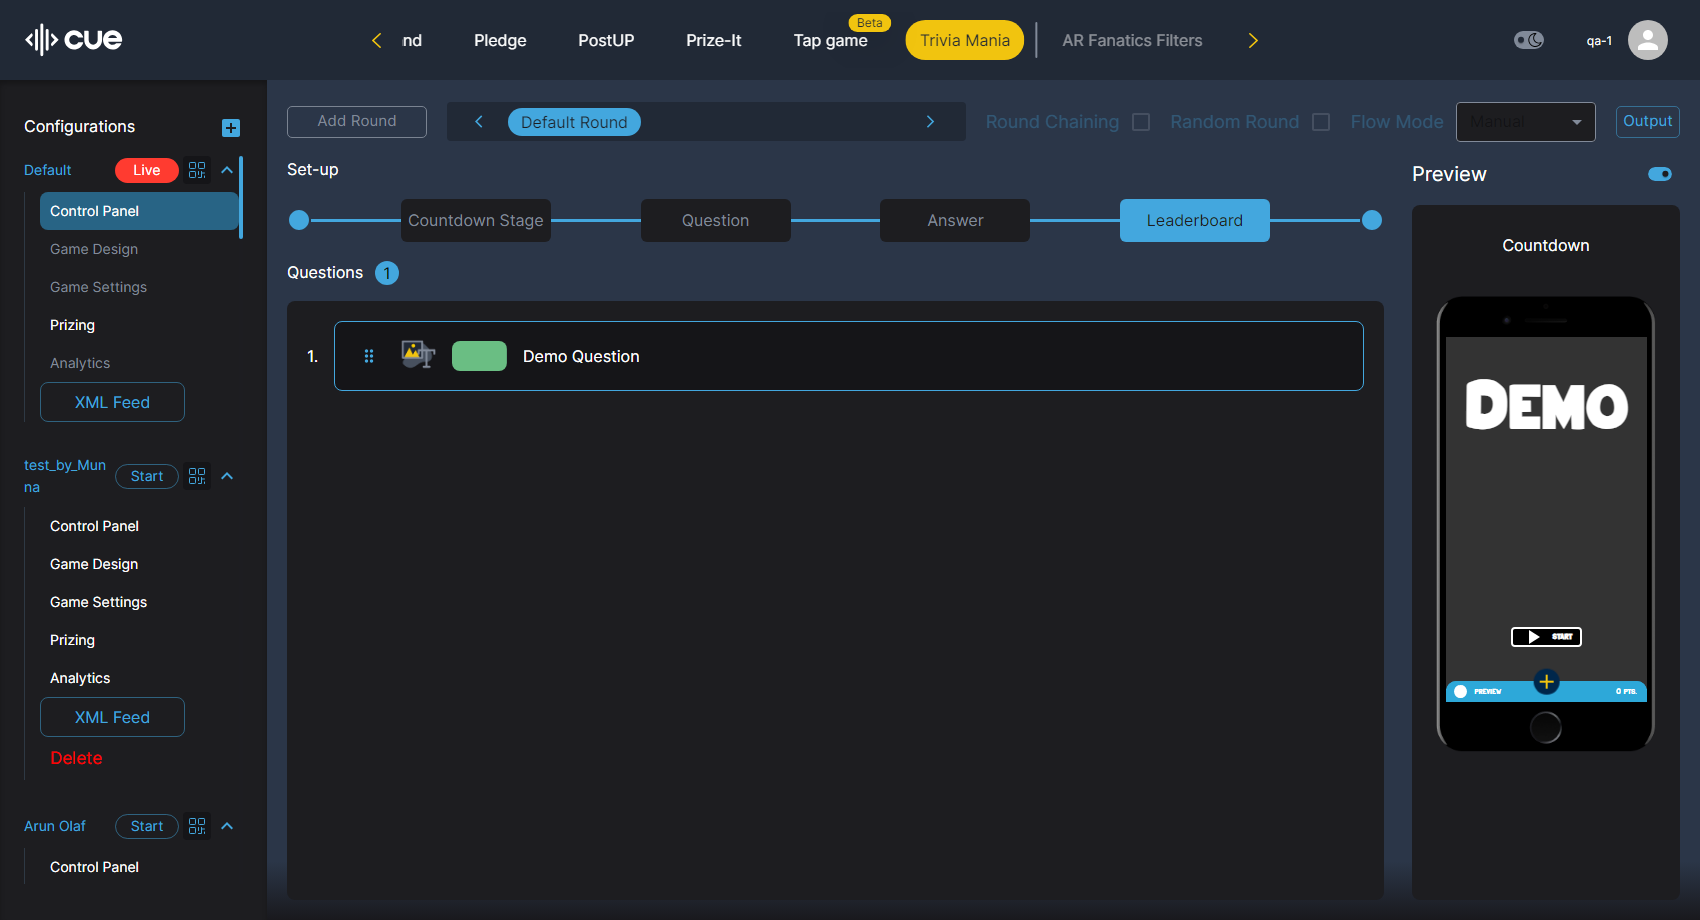 cue
nd
Pledge
PostUP
Prize-It
Tap game
Beta
Trivia Mania
AR Fanatics Filters
qa-1
Configurations
Default
Live
Control Panel
Game Design
Game Settings
Prizing
Analytics
XML Feed
test_by_Mun
na
Start
Control Panel
Game Design
Game Settings
Prizing
Analytics
XML Feed
Delete
Arun Olaf
Start
Control Panel
Add Round
Default Round
Round Chaining
Random Round
Flow Mode
Manual
Output
Set-up
Countdown Stage
Question
Answer
Leaderboard
Questions 1
1.
Demo Question
Preview
Countdown
DEMO
START
PREVIEW
0 PTS.